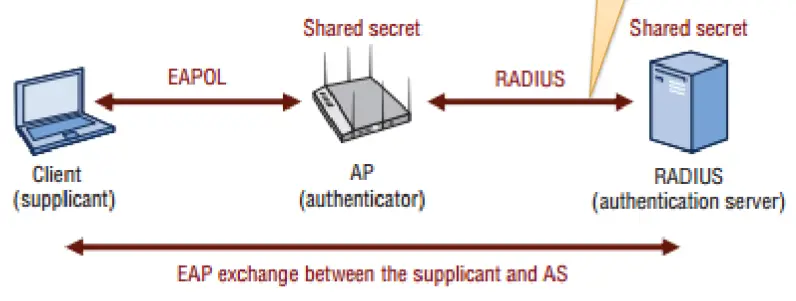 Shared secret
Shared secret
EAPOL
RADIUS
Client
(supplicant)
AP
(authenticator)
RADIUS
(authentication server)
EAP exchange between the supplicant and AS